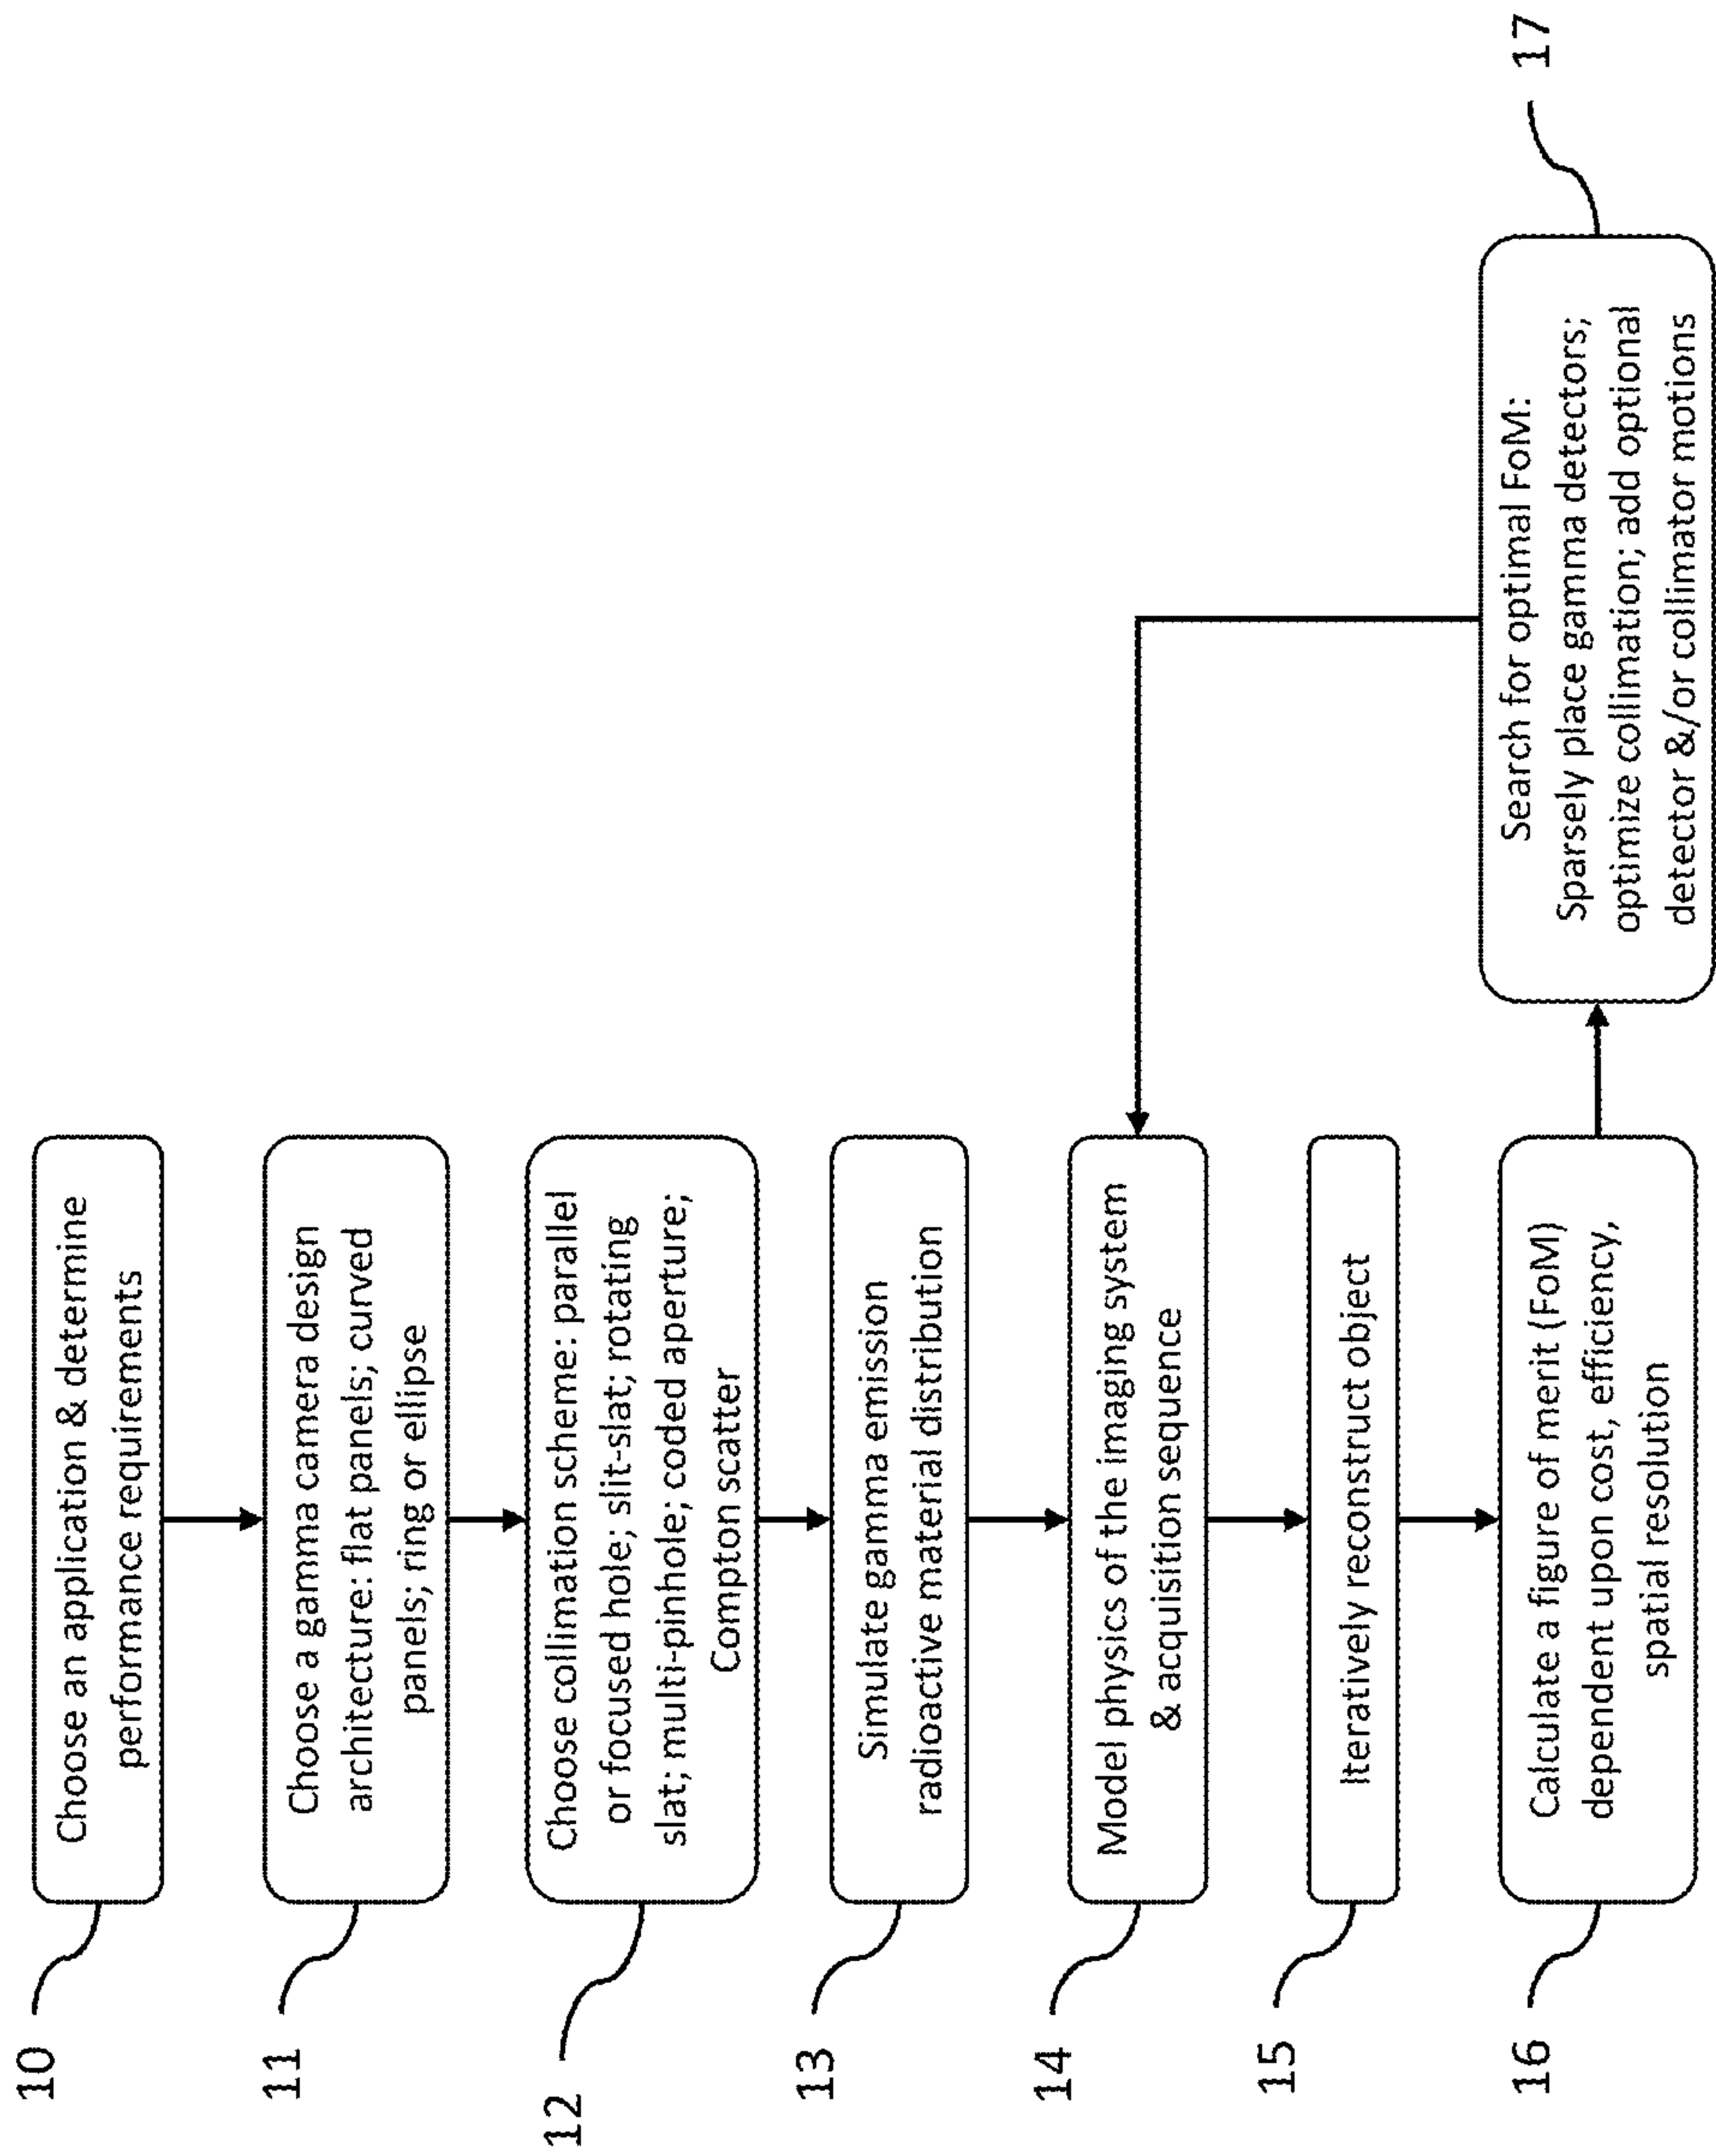 10
Choose an application & determine
performance requirements
11
Choose a gamma camera design
architecture: flat panels; curved
panels; ring or ellipse
12
Choose collimation scheme: parallel
or focused hole; slit-slat; rotating
slat; multi-pinhole; coded aperture;
Compton scatter
13
Simulate gamma emission
radioactive material distribution
14
Model physics of the imaging system
& acquisition sequence
15
Iteratively reconstruct object
16
Calculate a figure of merit (FoM)
dependent upon cost, efficiency,
spatial resolution
17
Search for optimal FoM:
Sparsely place gamma detectors;
optimize collimation; add optional
detector &/or collimator motions